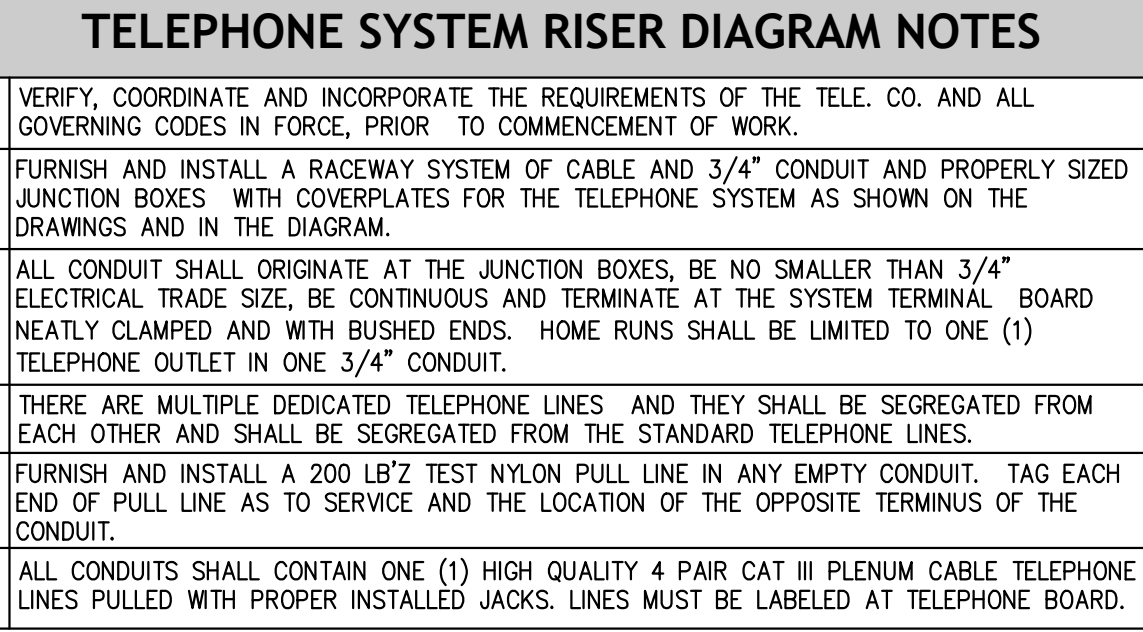 TELEPHONE SYSTEM RISER DIAGRAM NOTES
VERIFY, COORDINATE AND INCORPORATE THE REQUIREMENTS OF THE TELE. CO. AND ALL
GOVERNING CODES IN FORCE, PRIOR TO COMMENCEMENT OF WORK.
FURNISH AND INSTALL A RACEWAY SYSTEM OF CABLE AND 3/4" CONDUIT AND PROPERLY SIZED
JUNCTION BOXES WITH COVERPLATES FOR THE TELEPHONE SYSTEM AS SHOWN ON THE
DRAWINGS AND IN THE DIAGRAM.
ALL CONDUIT SHALL ORIGINATE AT THE JUNCTION BOXES, BE NO SMALLER THAN 3/4"
ELECTRICAL TRADE SIZE, BE CONTINUOUS AND TERMINATE AT THE SYSTEM TERMINAL BOARD
NEATLY CLAMPED AND WITH BUSHED ENDS. HOME RUNS SHALL BE LIMITED TO ONE (1)
TELEPHONE OUTLET IN ONE 3/4" CONDUIT.
THERE ARE MULTIPLE DEDICATED TELEPHONE LINES AND THEY SHALL BE SEGREGATED FROM
EACH OTHER AND SHALL BE SEGREGATED FROM THE STANDARD TELEPHONE LINES.
FURNISH AND INSTALL A 200 LB'Z TEST NYLON PULL LINE IN ANY EMPTY CONDUIT. TAG EACH
END OF PULL LINE AS TO SERVICE AND THE LOCATION OF THE OPPOSITE TERMINUS OF THE
CONDUIT.
ALL CONDUITS SHALL CONTAIN ONE (1) HIGH QUALITY 4 PAIR CAT III PLENUM CABLE TELEPHONE
LINES PULLED WITH PROPER INSTALLED JACKS. LINES MUST BE LABELED AT TELEPHONE BOARD.